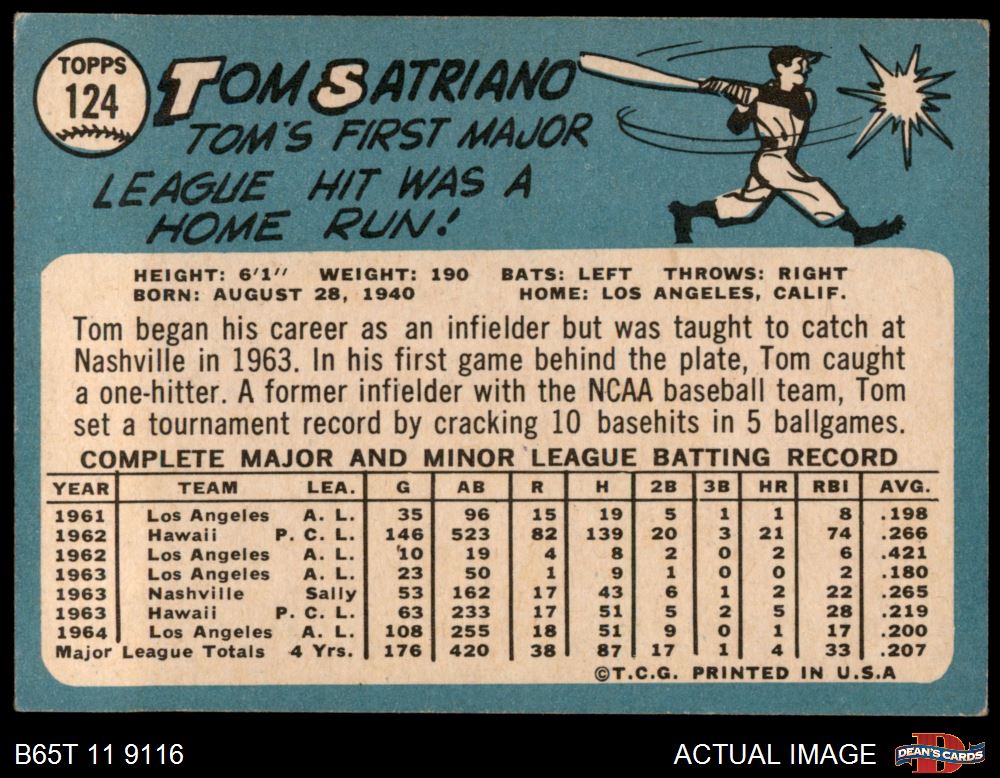 TOPPS
124
TOM SATRIANO
TOM'S FIRST MAJOR
LEAGUE HIT WAS A
HOME RUN!
HEIGHT: 6'1" WEIGHT: 190 BATS: LEFT THROWS: RIGHT
BORN: AUGUST 28, 1940 HOME: LOS ANGELES, CALIF.
Tom began his career as an infielder but was taught to catch at
Nashville in 1963. In his first game behind the plate, Tom caught
a one-hitter. A former infielder with the NCAA baseball team, Tom
set a tournament record by cracking 10 basehits in 5 ballgames.
COMPLETE MAJOR AND MINOR LEAGUE BATTING RECORD
YEAR TEAM LEA. G AB R H 2B 3B HR RBI AVG.
1961 Los Angeles A. L. 35 96 15 19 5 1 1 8 .198
1962 Hawaii P. C. L. 146 523 82 139 20 3 21 74 .266
1962 Los Angeles A. L. 10 19 4 8 2 0 2 6 .421
1963 Los Angeles A. L. 23 50 1 9 1 0 0 2 .180
1963 Nashville Sally 53 162 17 43 6 1 2 22 .265
1963 Hawaii P. C. L. 63 233 17 51 5 2 5 28 .219
1964 Los Angeles A. L. 108 255 18 51 9 0 1 17 .200
Major League Totals 4 Yrs. 176 420 38 87 17 1 4 33 .207
©T.C.G. PRINTED IN U.S.A
B65T 11 9116 ACTUAL IMAGE DEAN'S CARDS